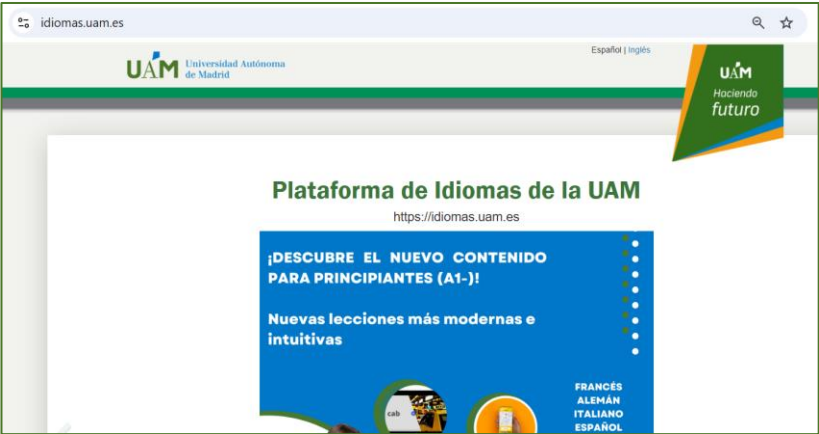 idiomas.uam.es
Español | Inglés
UAM Universidad Autónoma
de Madrid
UAM
Haciendo
futuro
Plataforma de Idiomas de la UAM
https://idiomas.uam.es
¡DESCUBRE EL NUEVO CONTENIDO
PARA PRINCIPIANTES (A1-)!
Nuevas lecciones más modernas e
intuitivas
cab
FRANCÉS
ALEMÁN
ITALIANO
ESPAÑOL